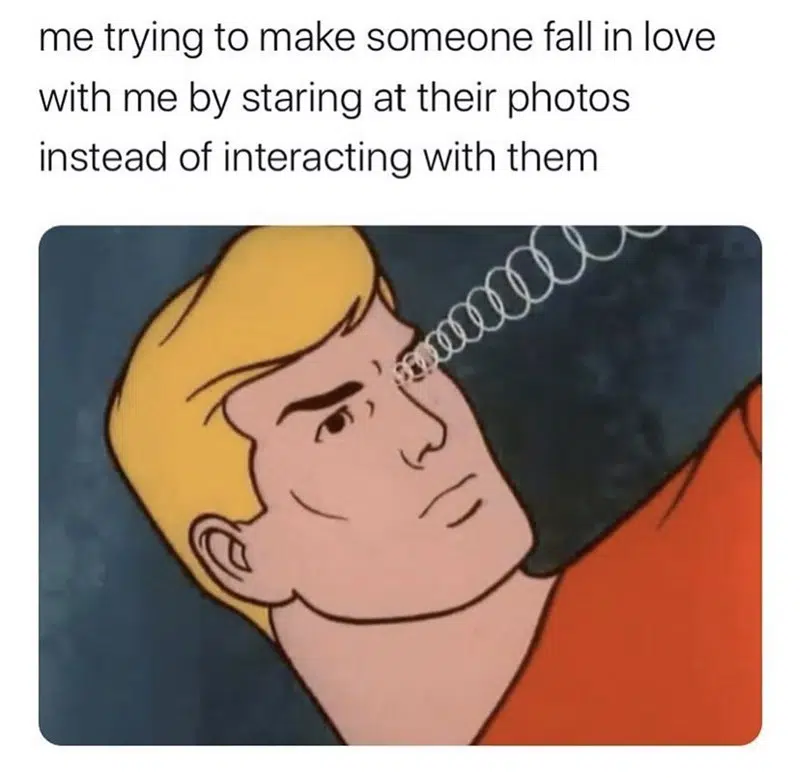 me trying to make someone fall in love
with me by staring at their photos
instead of interacting with them